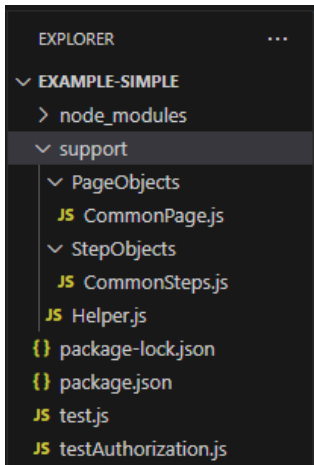 EXPLORER ...
EXAMPLE-SIMPLE
node_modules
support
PageObjects
JS CommonPage.js
StepObjects
JS CommonSteps.js
JS Helper.js
{} package-lock.json
{} package.json
JS test.js
JS testAuthorization.js